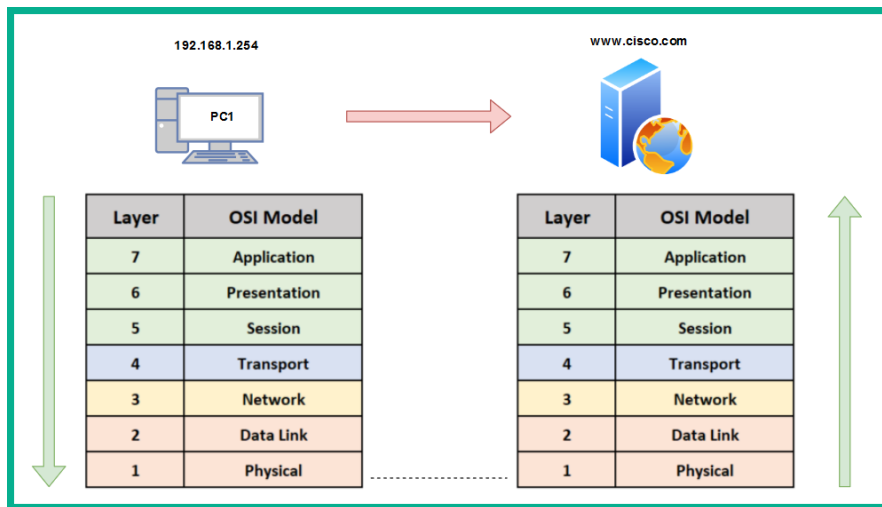 192.168.1.254 www.cisco.com
PC1
Layer OSI Model Layer OSI Model
7 Application 7 Application
6 Presentation 6 Presentation
5 Session 5 Session
4 Transport 4 Transport
3 Network 3 Network
2 Data Link 2 Data Link
1 Physical 1 Physical